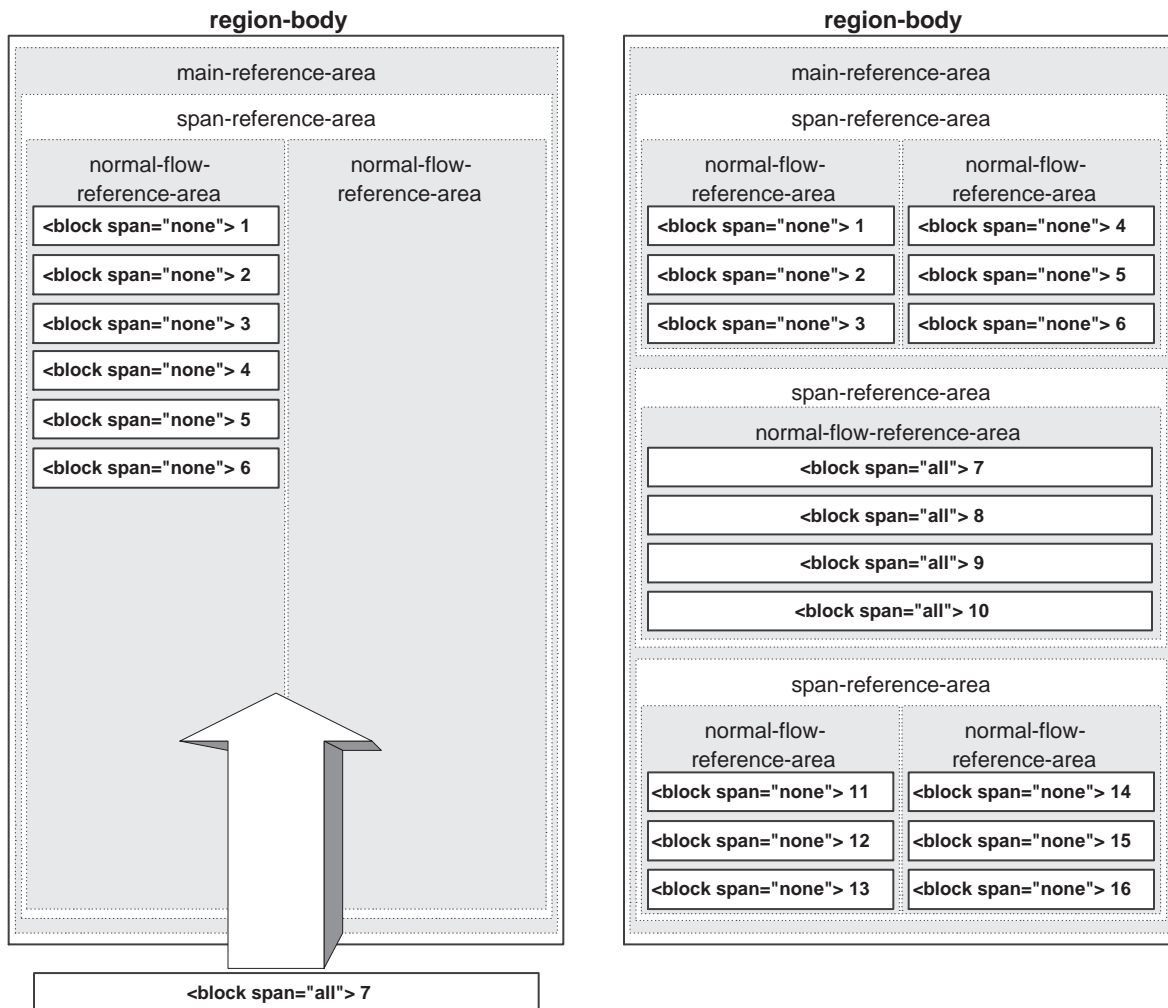 region-body
main-reference-area
span-reference-area
normal-flow-
reference-area
<block span="none"> 1
<block span="none"> 2
<block span="none"> 3
<block span="none"> 4
<block span="none"> 5
<block span="none"> 6
normal-flow-
reference-area
<block span="all"> 7
region-body
main-reference-area
span-reference-area
normal-flow-
reference-area
<block span="none"> 1
<block span="none"> 2
<block span="none"> 3
normal-flow-
reference-area
<block span="none"> 4
<block span="none"> 5
<block span="none"> 6
span-reference-area
normal-flow-reference-area
<block span="all"> 7
<block span="all"> 8
<block span="all"> 9
<block span="all"> 10
span-reference-area
normal-flow-
reference-area
<block span="none"> 11
<block span="none"> 12
<block span="none"> 13
normal-flow-
reference-area
<block span="none"> 14
<block span="none"> 15
<block span="none"> 16